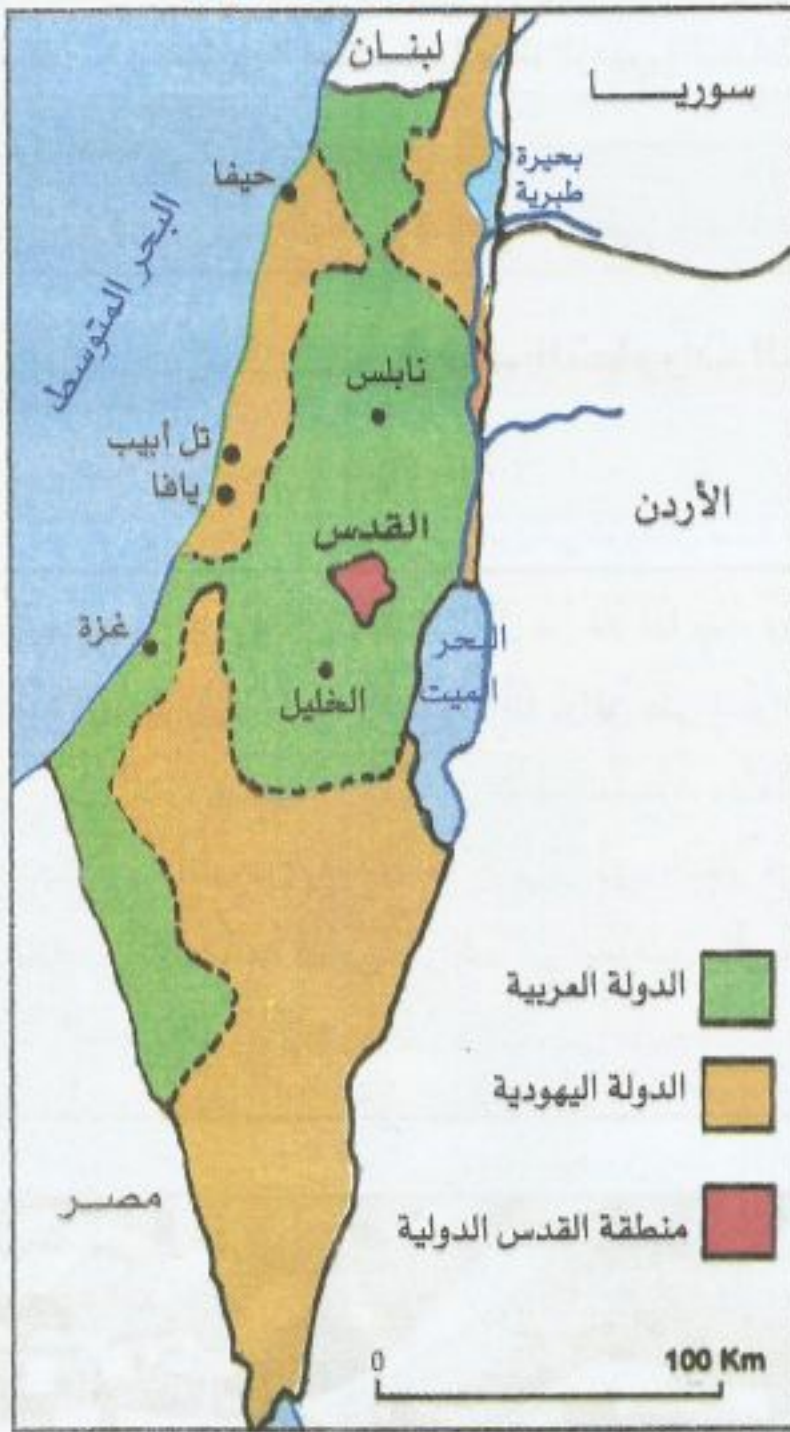 لبنان
سوريا
بحيرة
طبرية
حيفا
البحر المتوسط
نابلس
تل أبيب
يافا
الأردن
القدس
غزة
البحر
الميت
الخليل
الدولة العربية
الدولة اليهودية
مصر
منطقة القدس الدولية
0
100 Km